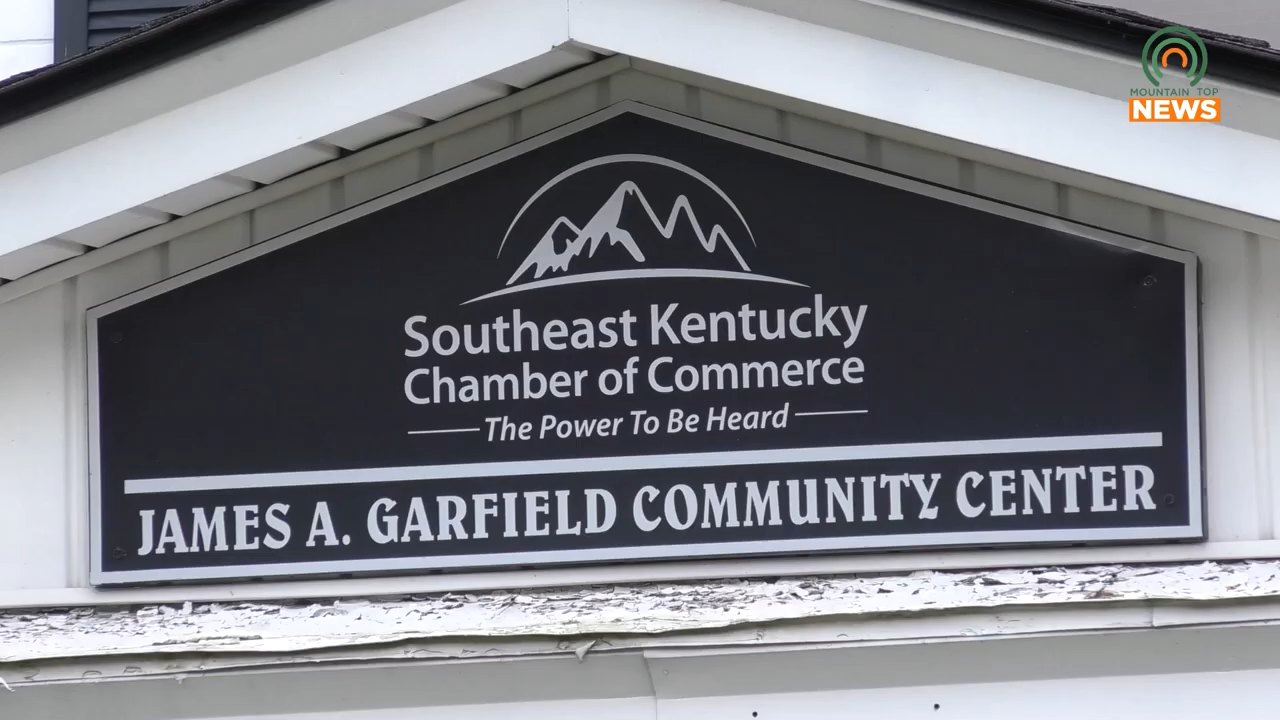 MOUNTAIN TOP
NEWS
Southeast Kentucky
Chamber of Commerce
The Power To Be Heard
JAMES A. GARFIELD COMMUNITY CENTER